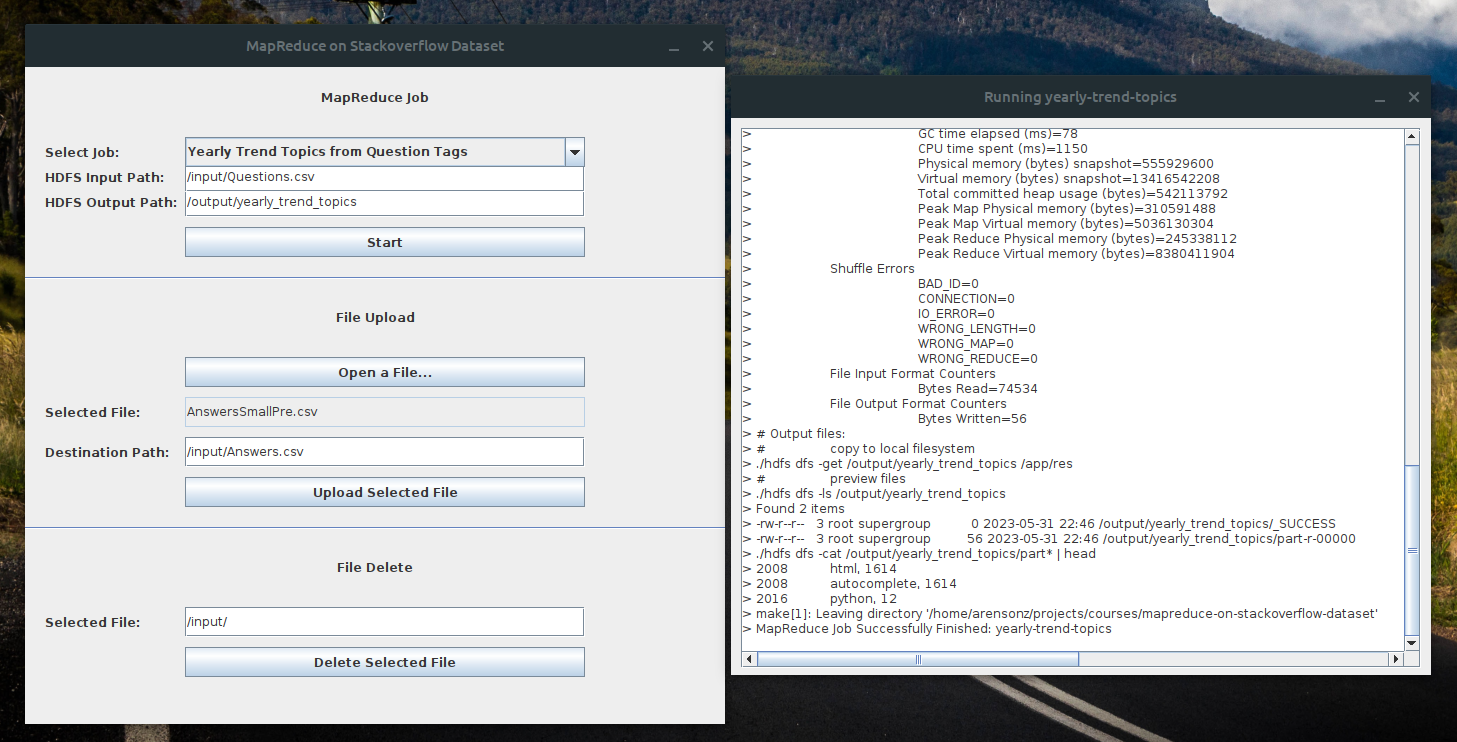 MapReduce on Stackoverflow Dataset
MapReduce Job
Select Job: Yearly Trend Topics from Question Tags
HDFS Input Path: /input/Questions.csv
HDFS Output Path: /output/yearly_trend_topics
Start
File Upload
Open a File...
Selected File: AnswersSmallPre.csv
Destination Path: /input/Answers.csv
Upload Selected File
File Delete
Selected File: /input/
Delete Selected File
Running yearly-trend-topics
> GC time elapsed (ms)=78
> CPU time spent (ms)=1150
> Physical memory (bytes) snapshot=555929600
> Virtual memory (bytes) snapshot=13416542208
> Total committed heap usage (bytes)=542113792
> Peak Map Physical memory (bytes)=310591488
> Peak Map Virtual memory (bytes)=5036130304
> Peak Reduce Physical memory (bytes)=245338112
> Peak Reduce Virtual memory (bytes)=8380411904
> Shuffle Errors
> BAD_ID=0
> CONNECTION=0
> IO_ERROR=0
> WRONG_LENGTH=0
> WRONG_MAP=0
> WRONG_REDUCE=0
> File Input Format Counters
> Bytes Read=74534
> File Output Format Counters
> Bytes Written=56
> # Output files:
> # copy to local filesystem
> ./hdfs dfs -get /output/yearly_trend_topics /app/res
> # preview files
> ./hdfs dfs -ls /output/yearly_trend_topics
> Found 2 items
> -rw-r--r-- 3 root supergroup 0 2023-05-31 22:46 /output/yearly_trend_topics/_SUCCESS
> -rw-r--r-- 3 root supergroup 56 2023-05-31 22:46 /output/yearly_trend_topics/part-r-00000
> ./hdfs dfs -cat /output/yearly_trend_topics/part* | head
> 2008 html, 1614
> 2008 autocomplete, 1614
> 2016 python, 12
> make[1]: Leaving directory '/home/arensonz/projects/courses/mapreduce-on-stackoverflow-dataset'
> MapReduce Job Successfully Finished: yearly-trend-topics